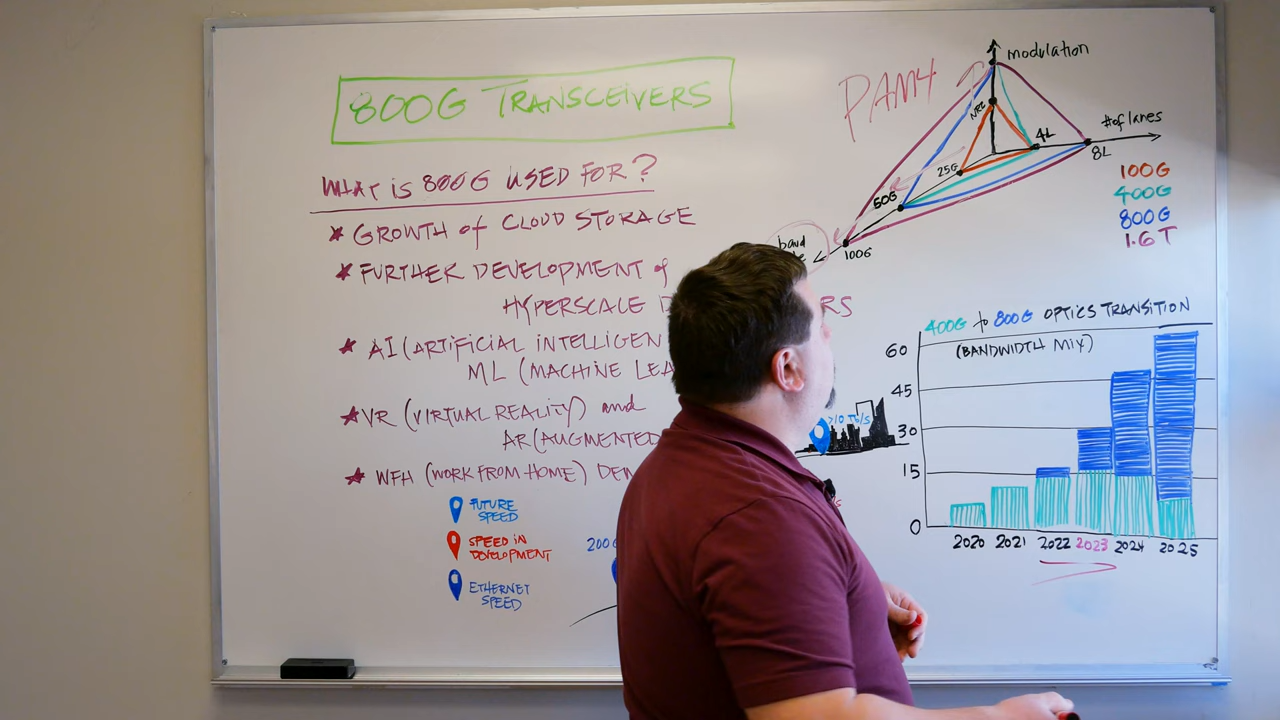 800G TRANSCEIVERS
WHAT is 800G USED FOR?
* GROWTH of CLOUD STORAGE
* FURTHER DEVELOPMENT of
HYPERSCALE
* AI (ARTIFICIAL INTELLIGEN
ML (MACHINE LEA
* VR (VIRTUAL REALITY) and
AR (AUGMENTED
* WFH (WORK FROM HOME) DEM
FUTURE
SPEED
SPEED IN
DEVELOPMENT
ETHERNET
SPEED
200G
PAM4
modulation
NRZ
# of lanes
4L
8L
25G
50G
100G
baud
100G
400G
800G
1.6T
400G to 800G OPTICS TRANSITION
(BANDWIDTH MIX)
60
45
30
15
0
2020 2021 2022 2023 2024 2025